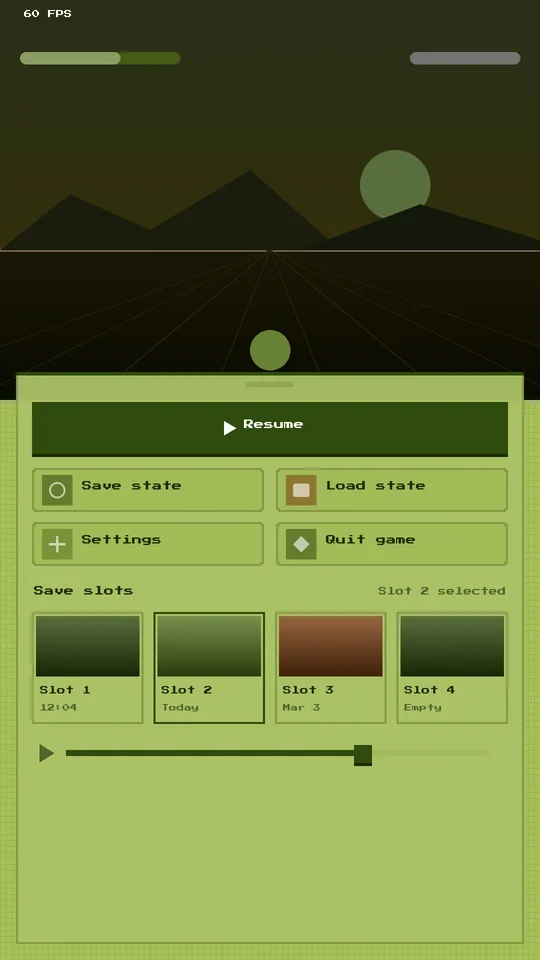 60 FPS
Resume
Save state
Load state
Settings
Quit game
Save slots
Slot 2 selected
Slot 1
12:04
Slot 2
Today
Slot 3
Mar 3
Slot 4
Empty